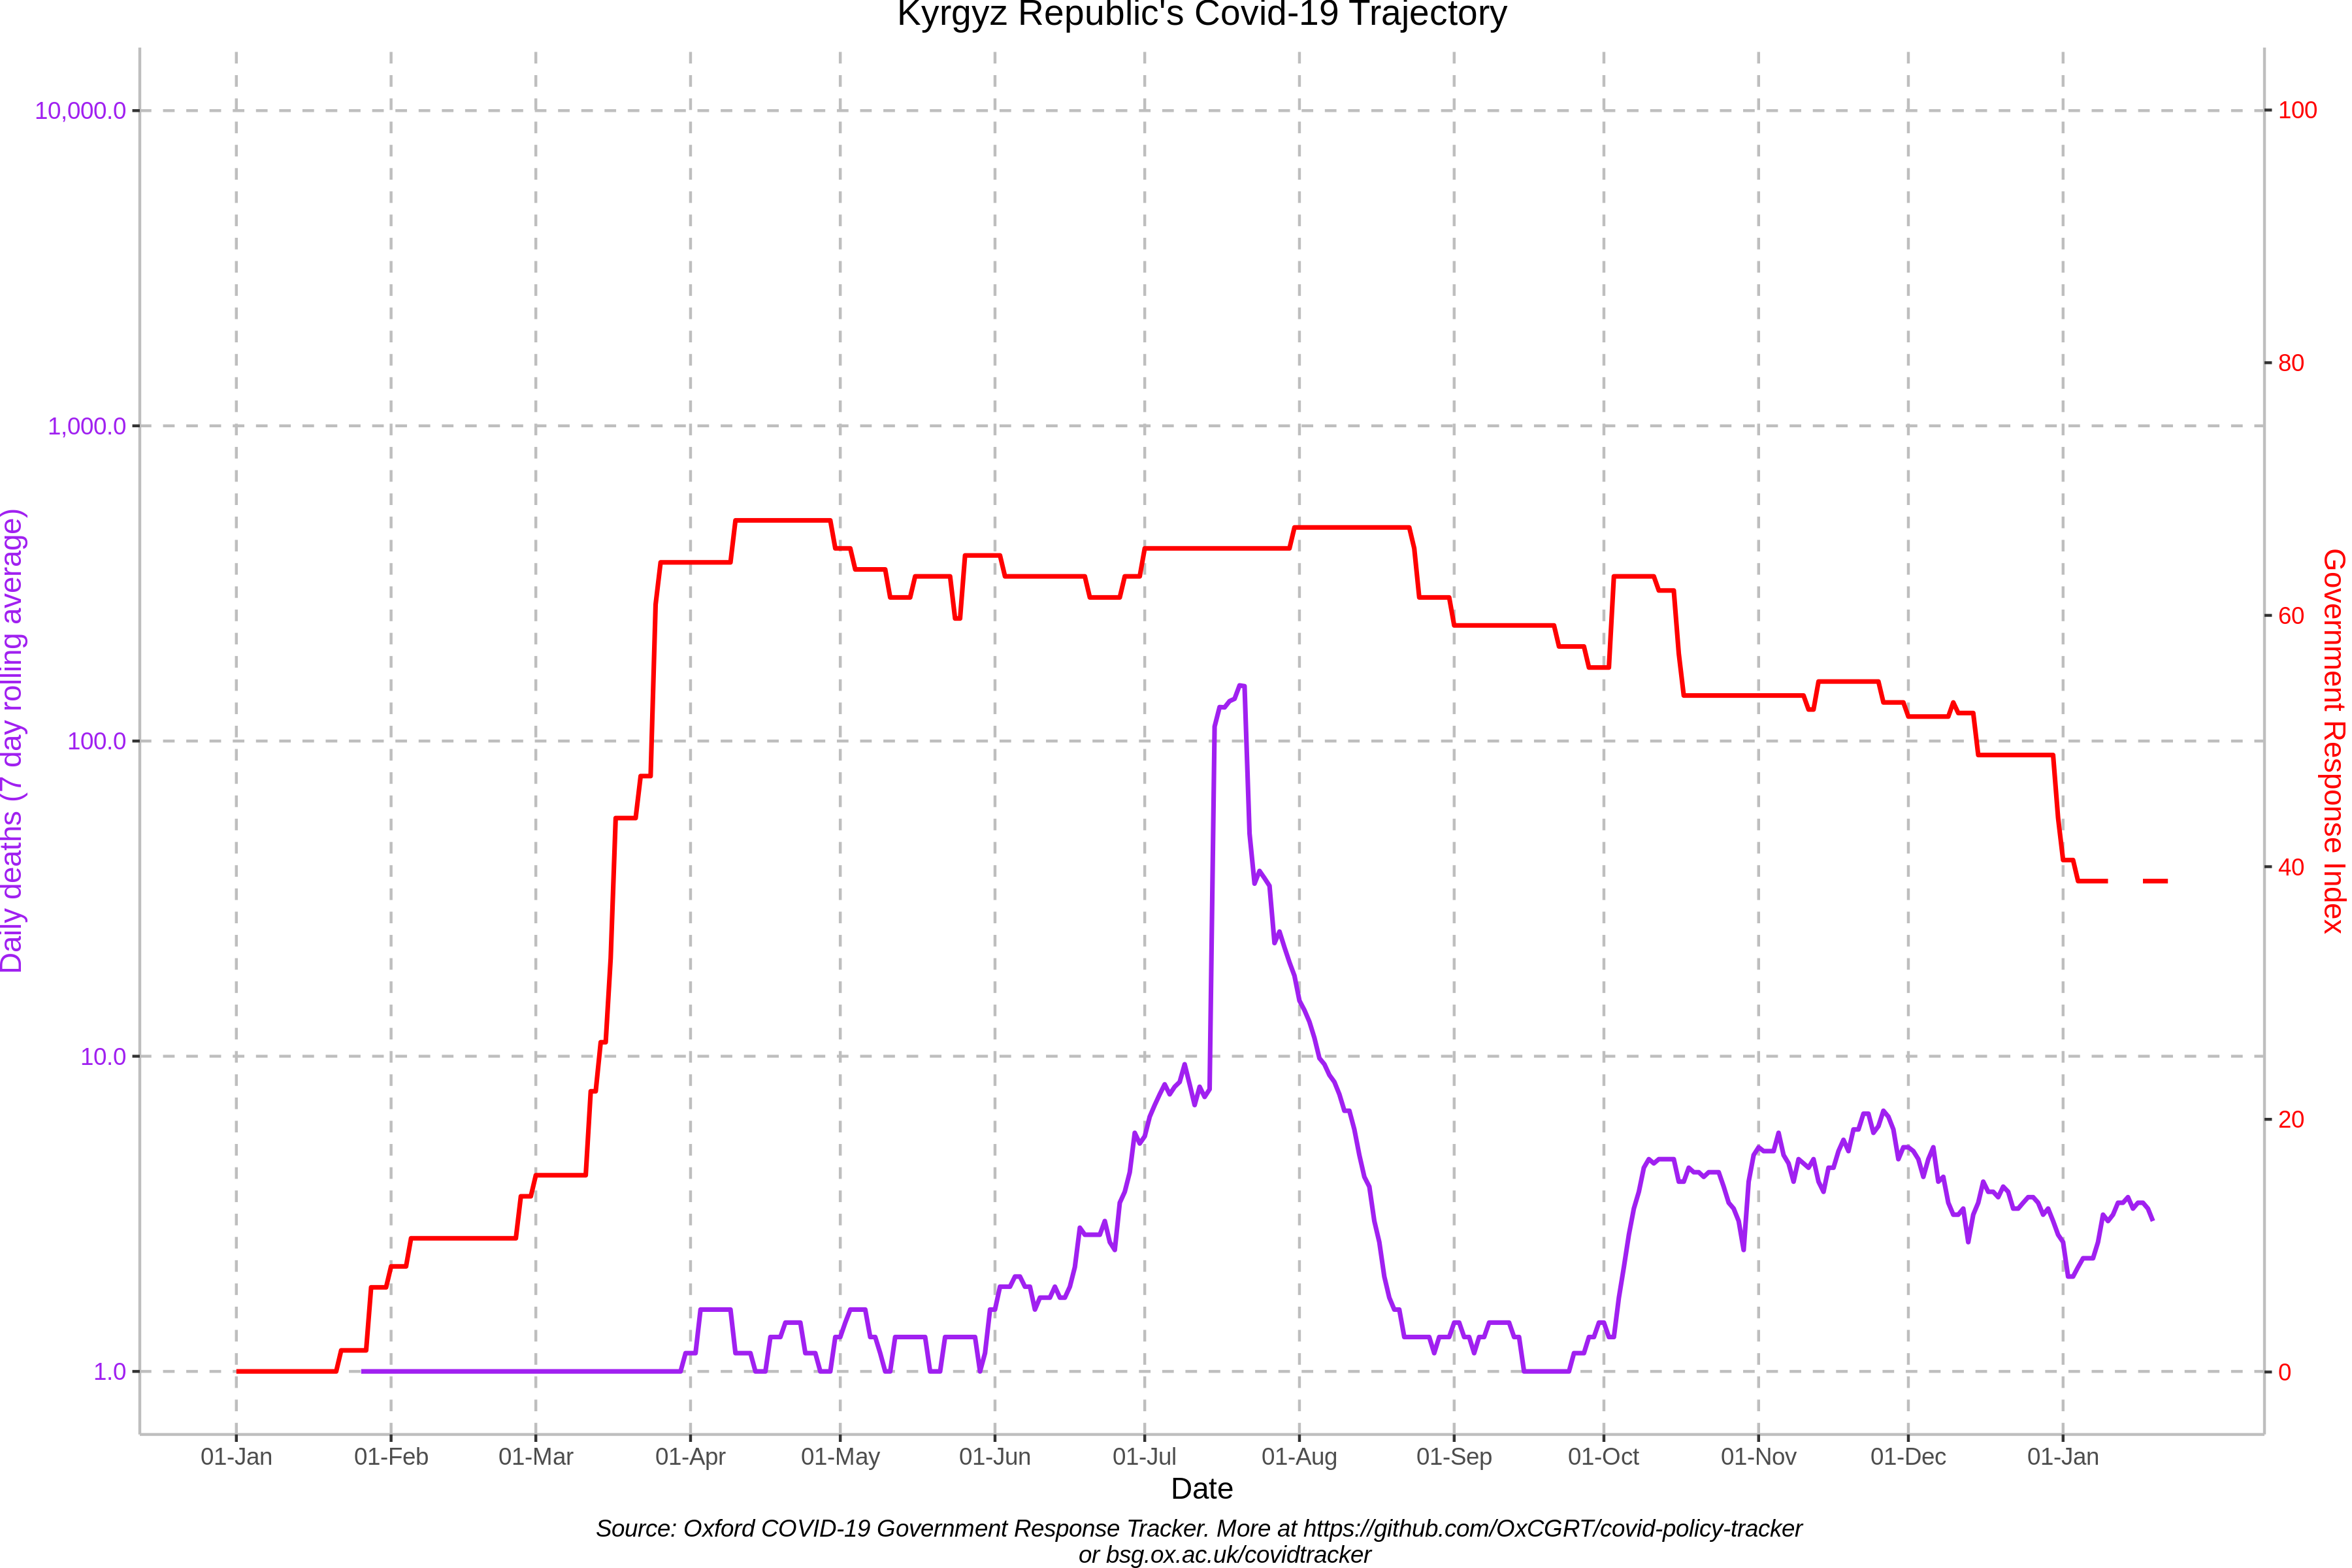 Kyrgyz Republic's Covid-19 Trajectory
10,000.0
1,000.0
100.0
10.0
1.0
Daily deaths (7 day rolling average)
100
80
60
40
20
0
Government Response Index
01-Jan 01-Feb 01-Mar 01-Apr 01-May 01-Jun 01-Jul 01-Aug 01-Sep 01-Oct 01-Nov 01-Dec 01-Jan
Date
Source: Oxford COVID-19 Government Response Tracker. More at https://github.com/OxCGRT/covid-policy-tracker
or bsg.ox.ac.uk/covidtracker